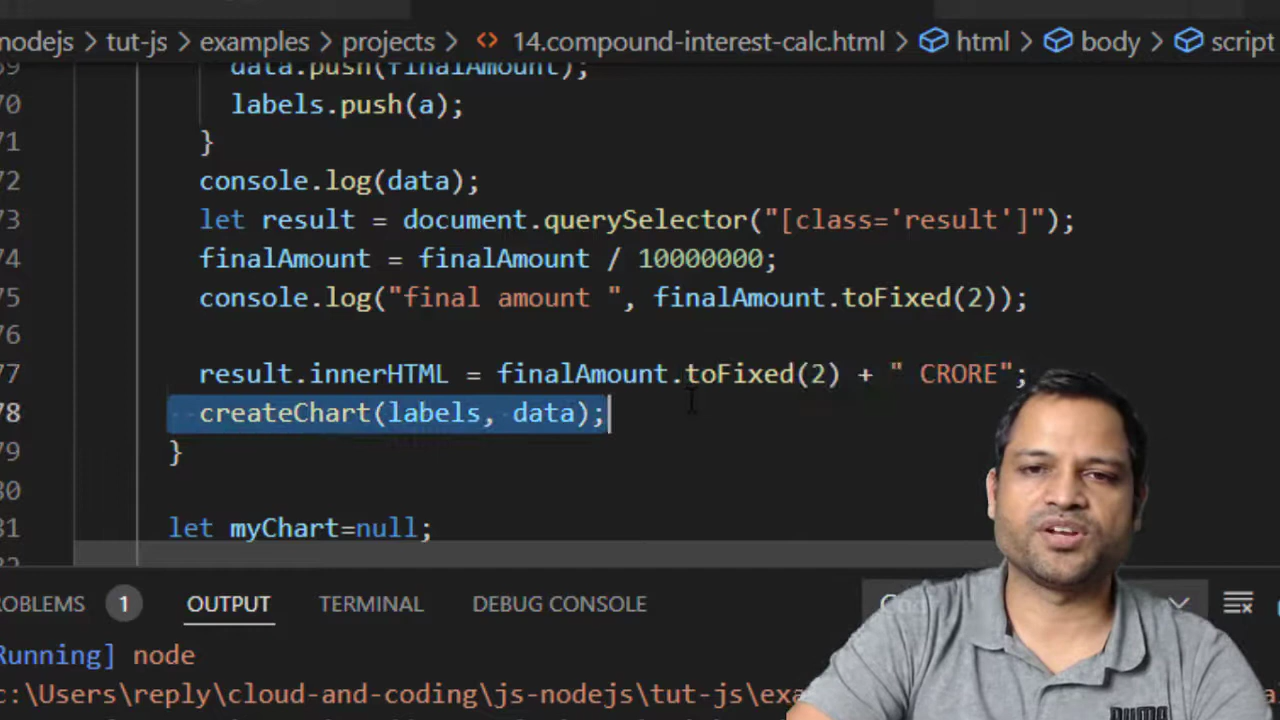 nodejs > tut-js > examples > projects > <> 14.compound-interest-calc.html > html > body > script
69 data.push(finalAmount);
70 labels.push(a);
71 }
72 console.log(data);
73 let result = document.querySelector("[class='result']");
74 finalAmount = finalAmount / 10000000;
75 console.log("final amount ", finalAmount.toFixed(2));
76
77 result.innerHTML = finalAmount.toFixed(2) + " CRORE";
78 createChart(labels, data);
79 }
80
81 let myChart=null;
OBLEMS 1 OUTPUT TERMINAL DEBUG CONSOLE
Running] node
c:\Users\reply\cloud-and-coding\js-nodejs\tut-js\exa
PUMA